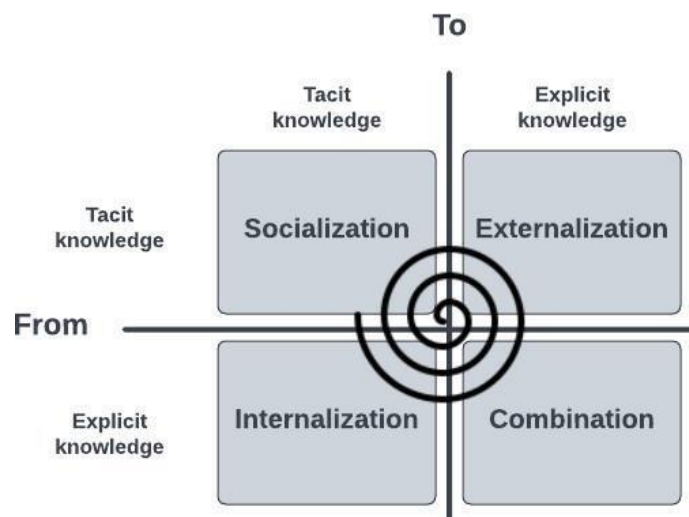 To
Tacit
knowledge
Explicit
knowledge
Tacit
knowledge
Socialization
Externalization
From
Explicit
knowledge
Internalization
Combination